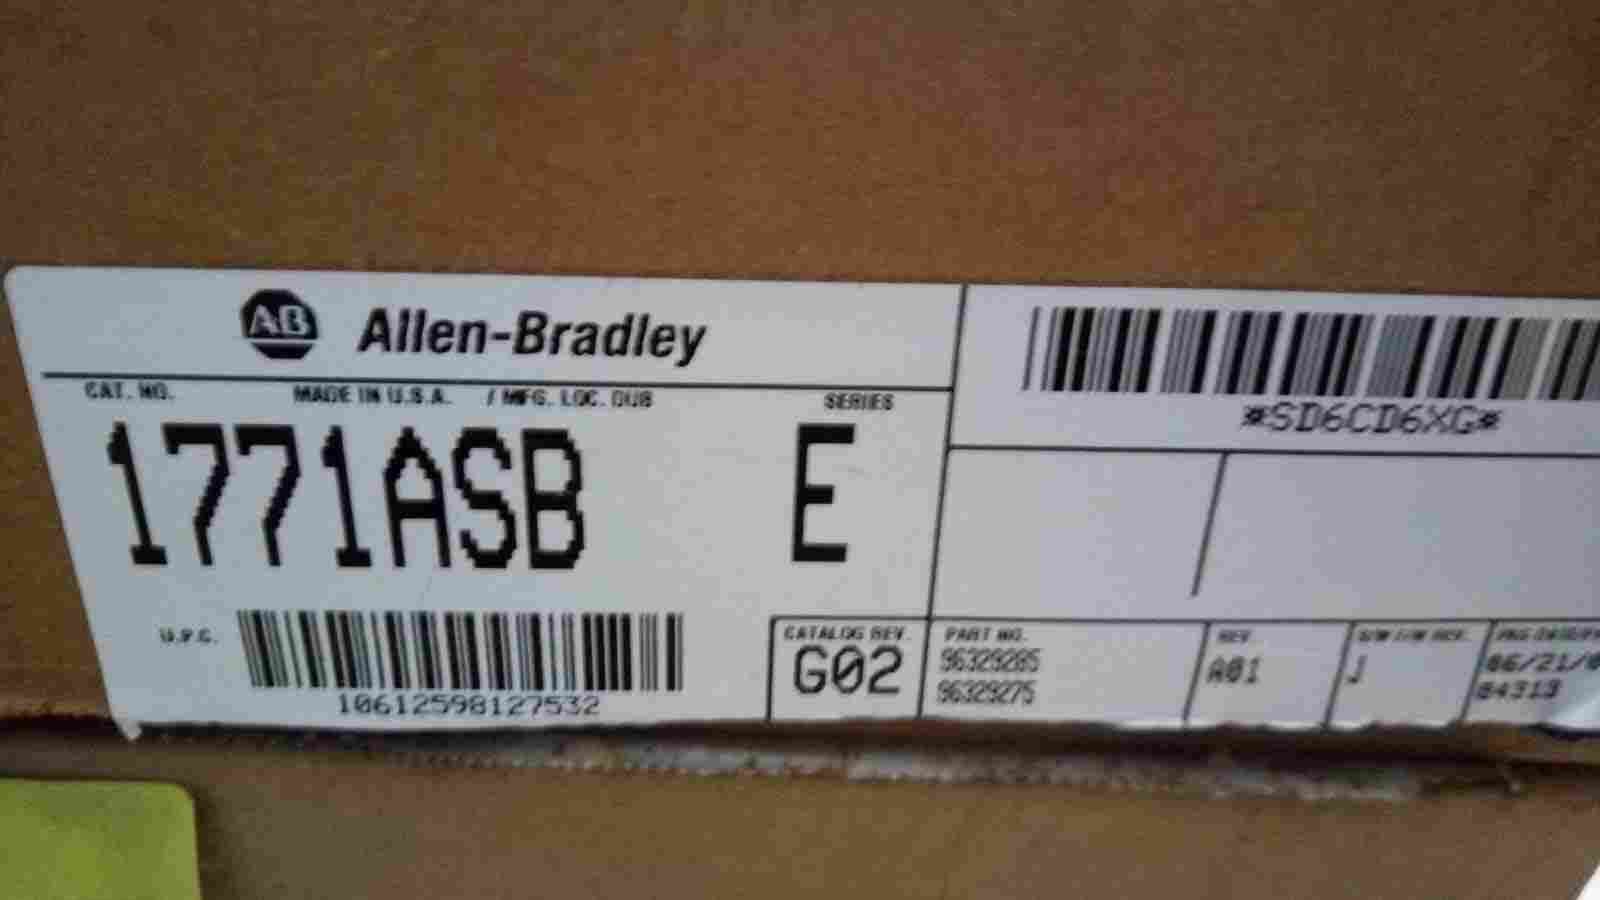 AB Allen-Bradley
CAT. NO. MADE IN U.S.A. / MFG. LOC. DUB SERIES
1771ASB E
U.P.C.
10612598127532
CATALOG REV.
G02
*SD6CD6XG*
PART NO.
96329285
96329275
REV
A01
J
06/21/0
84313